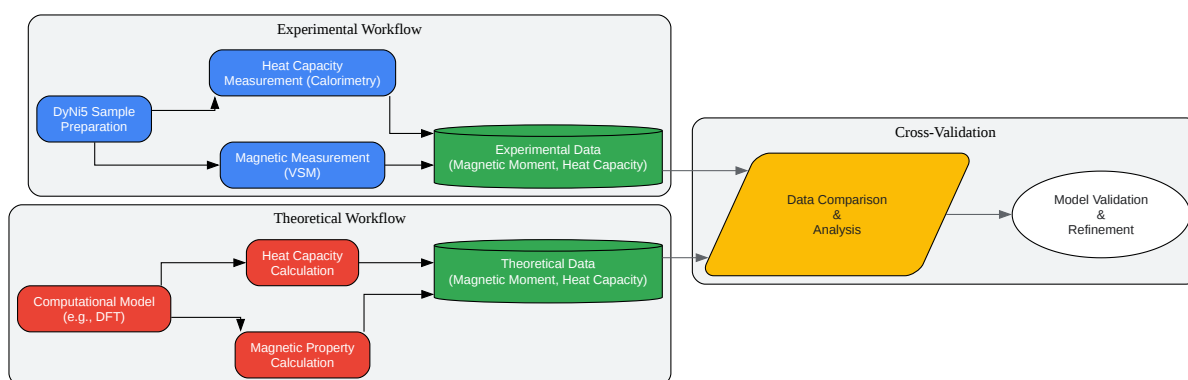 Experimental Workflow
Heat Capacity
Measurement (Calorimetry)
DyNi5 Sample
Preparation
Magnetic Measurement
(VSM)
Experimental Data
(Magnetic Moment, Heat Capacity)
Theoretical Workflow
Heat Capacity
Calculation
Computational Model
(e.g., DFT)
Magnetic Property
Calculation
Theoretical Data
(Magnetic Moment, Heat Capacity)
Cross-Validation
Data Comparison
&
Analysis
Model Validation
&
Refinement